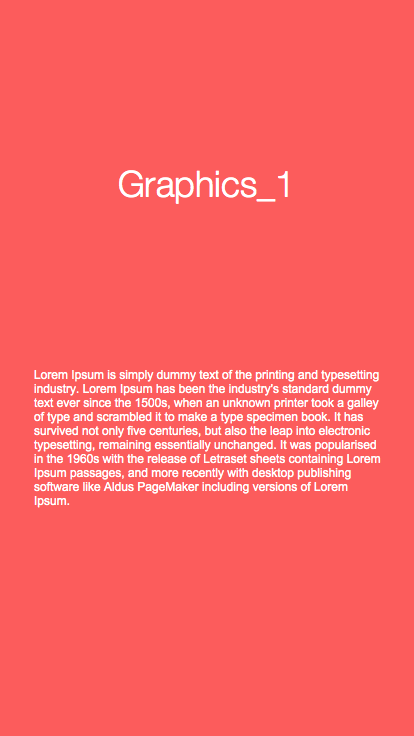 Graphics_1
Lorem Ipsum is simply dummy text of the printing and typesetting
industry. Lorem Ipsum has been the industry's standard dummy
text ever since the 1500s, when an unknown printer took a galley
of type and scrambled it to make a type specimen book. It has
survived not only five centuries, but also the leap into electronic
typesetting, remaining essentially unchanged. It was popularised
in the 1960s with the release of Letraset sheets containing Lorem
Ipsum passages, and more recently with desktop publishing
software like Aldus PageMaker including versions of Lorem
Ipsum.